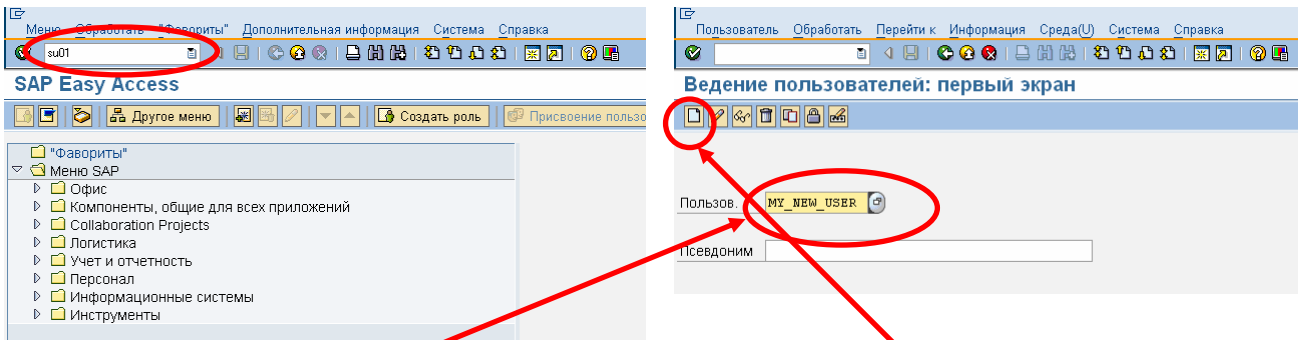 Меню Обработать "Фавориты" Дополнительная информация Система Справка
su01
SAP Easy Access
Другое меню Создать роль Присвоение пользо
"Фавориты"
Меню SAP
Офис
Компоненты, общие для всех приложений
Collaboration Projects
Логистика
Учет и отчетность
Персонал
Информационные системы
Инструменты
Пользователь Обработать Перейти к Информация Среда(U) Система Справка
Ведение пользователей: первый экран
Пользов. MY_NEW_USER
Псевдоним